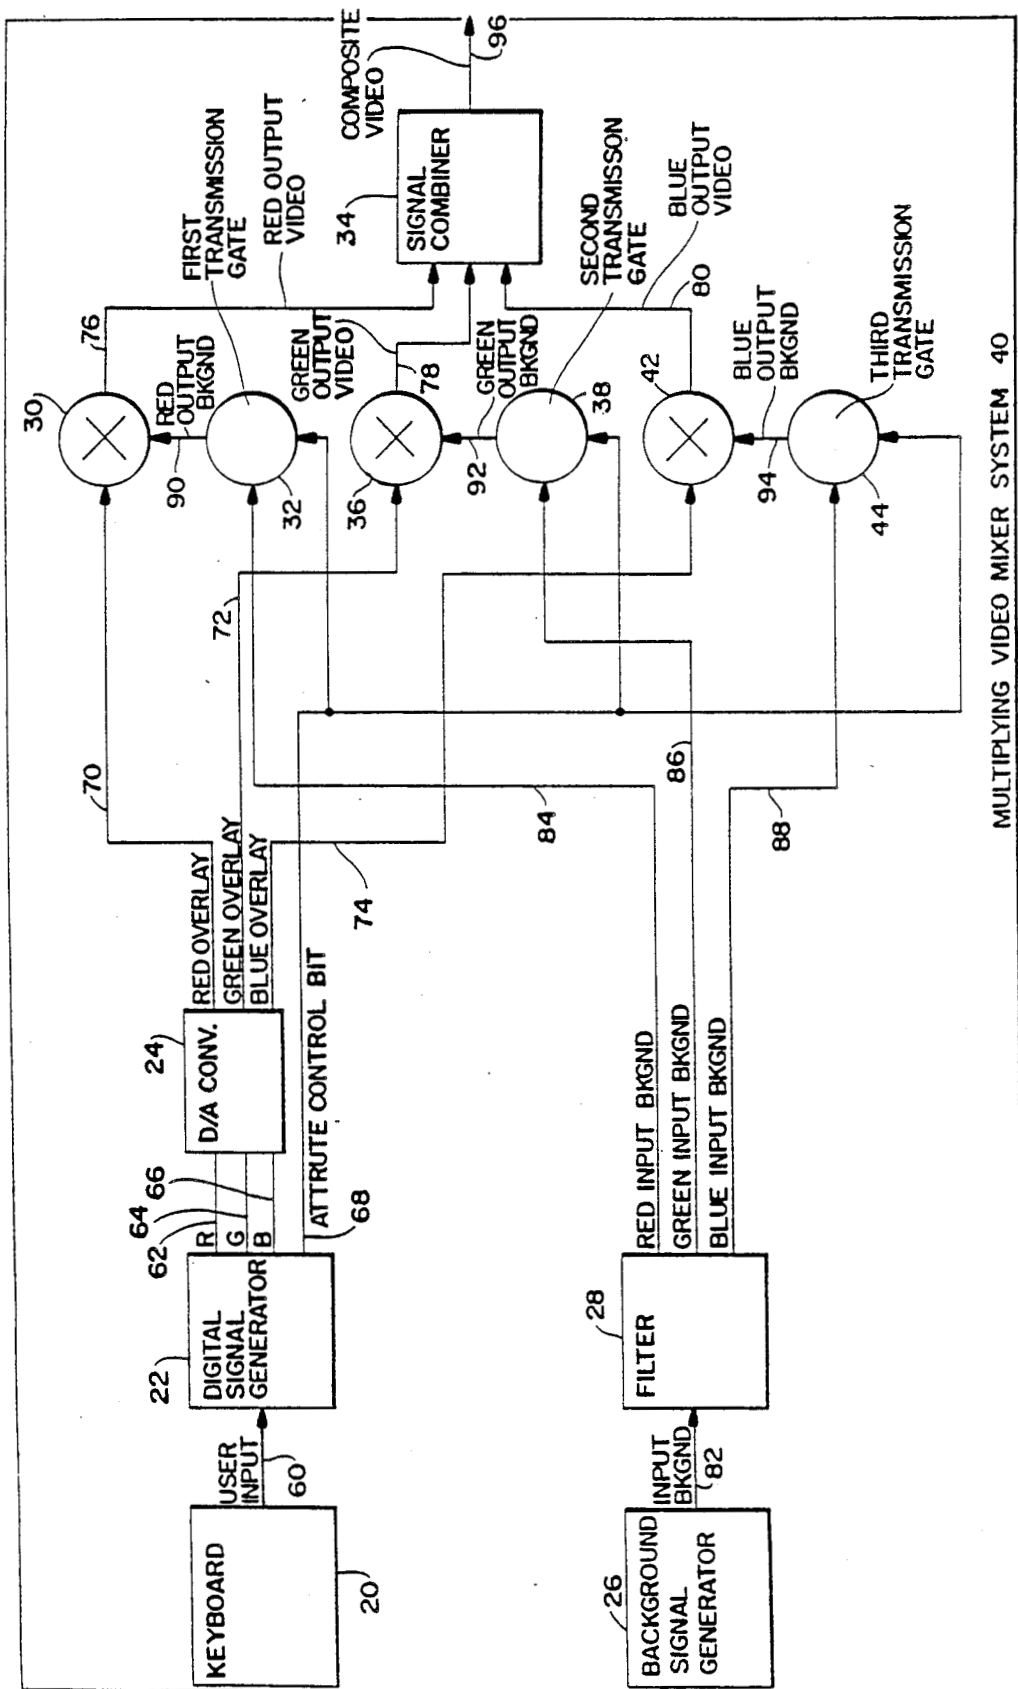 KEYBOARD
20
USER
INPUT
60
22
DIGITAL
SIGNAL
GENERATOR
R
G
B
62
64
66
ATTRUTE CONTROL BIT
68
24
D/A CONV.
RED OVERLAY
GREEN OVERLAY
BLUE OVERLAY
70
72
74
26
BACKGROUND
SIGNAL
GENERATOR
INPUT
BKGND
82
28
FILTER
RED INPUT BKGND
GREEN INPUT BKGND
BLUE INPUT BKGND
84
86
88
30
76
RED
OUTPUT
BKGND
90
32
FIRST
TRANSMISSION
GATE
RED OUTPUT
VIDEO
GREEN
OUTPUT
VIDEO
36
78
GREEN
OUTPUT
BKGND
92
38
SECOND
TRANSMISSON
GATE
42
80
BLUE OUTPUT
VIDEO
BLUE
OUTPUT
BKGND
94
44
THIRD
TRANSMISSION
GATE
34
SIGNAL
COMBINER
COMPOSITE
VIDEO
96
MULTIPLYING VIDEO MIXER SYSTEM 40